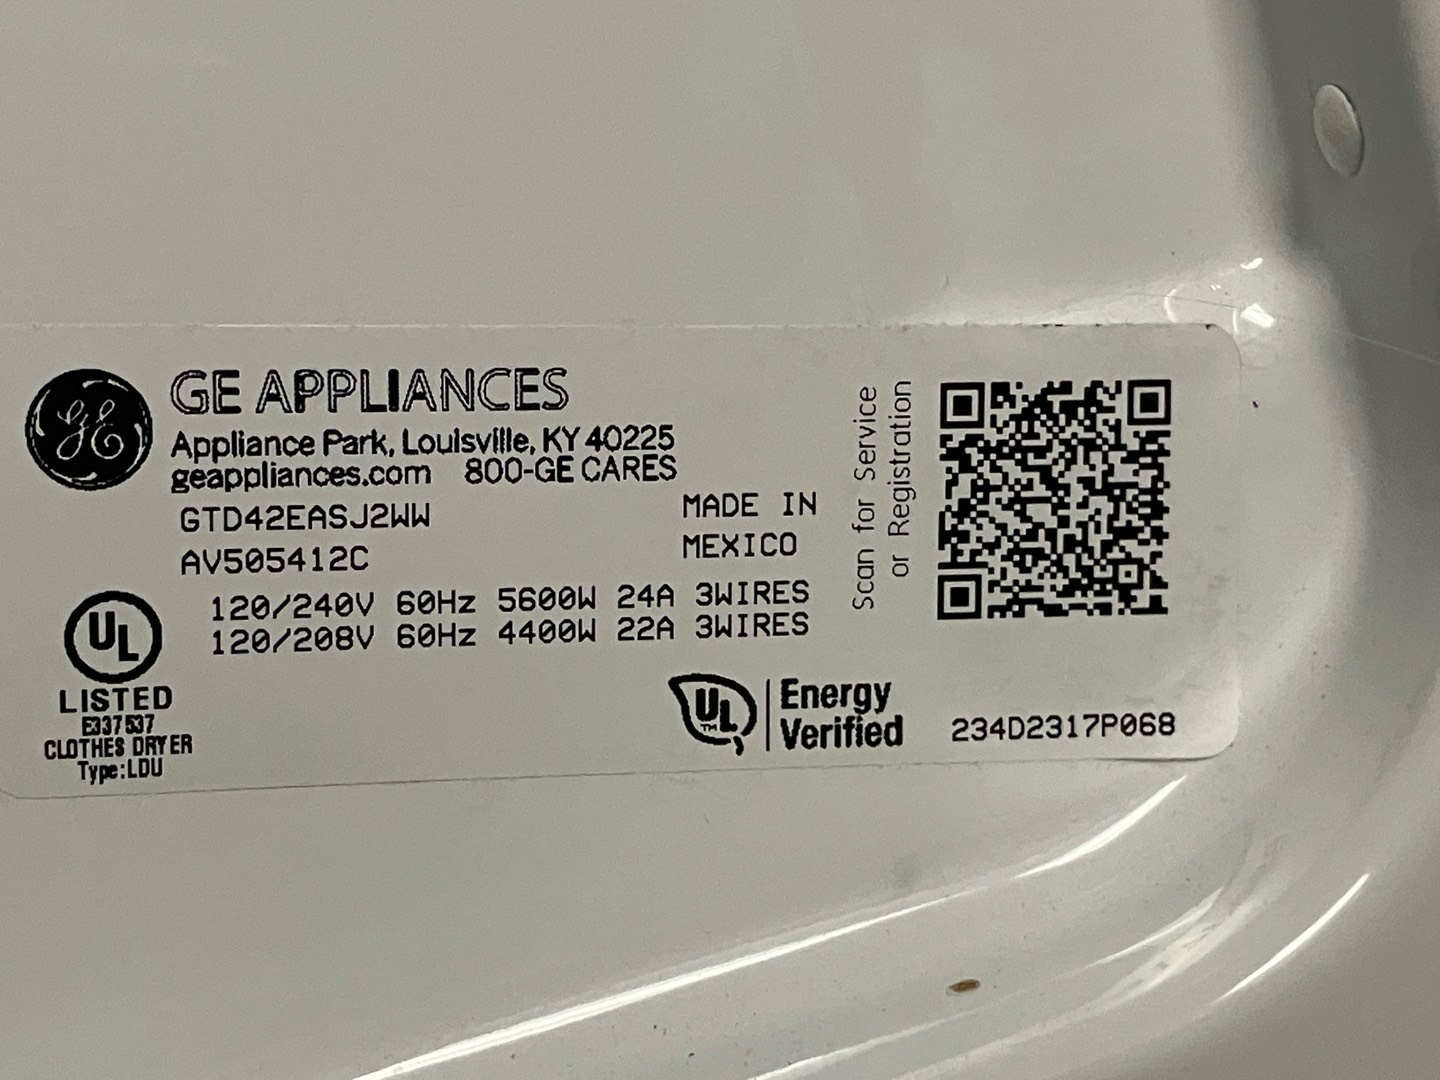 GE
GE APPLIANCES
Appliance Park, Louisville, KY 40225
geappliances.com 800-GE CARES
GTD42EASJ2WW
AV505412C
MADE IN
MEXICO
120/240V 60Hz 5600W 24A 3WIRES
120/208V 60Hz 4400W 22A 3WIRES
UL
LISTED
E337537
CLOTHES DRYER
Type:LDU
UL
TM
Energy
Verified
Scan for Service
or Registration
234D2317P068